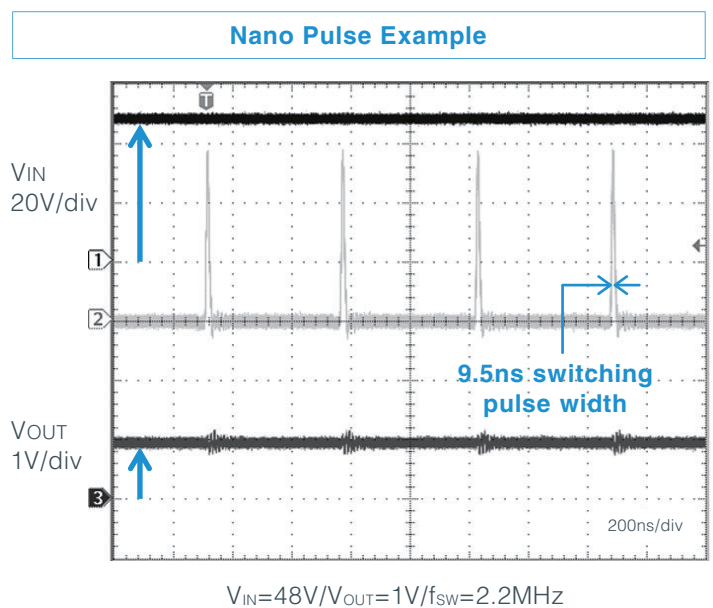 Nano Pulse Example
T
VIN
20V/div
1
2
9.5ns switching
pulse width
VOUT
1V/div
3
200ns/div
VIN=48V/VOUT=1V/fSW=2.2MHz